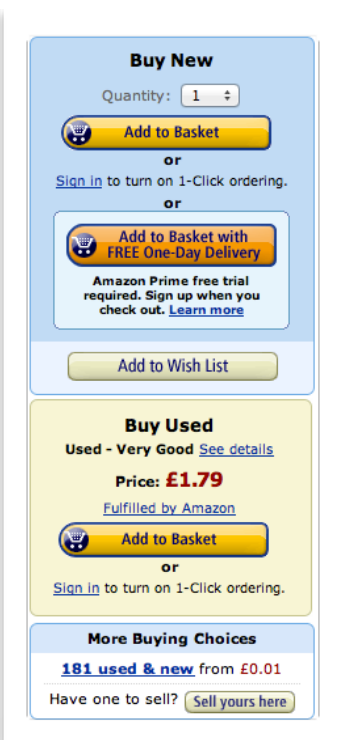 Buy New
Quantity: 1
Add to Basket
or
Sign in to turn on 1-Click ordering.
or
Add to Basket with
FREE One-Day Delivery
Amazon Prime free trial
required. Sign up when you
check out. Learn more
Add to Wish List
Buy Used
Used - Very Good See details
Price: £1.79
Fulfilled by Amazon
Add to Basket
or
Sign in to turn on 1-Click ordering.
More Buying Choices
181 used & new from £0.01
Have one to sell? Sell yours here